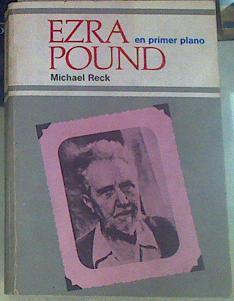 EZRA
en primer plano
POUND
Michael Reck